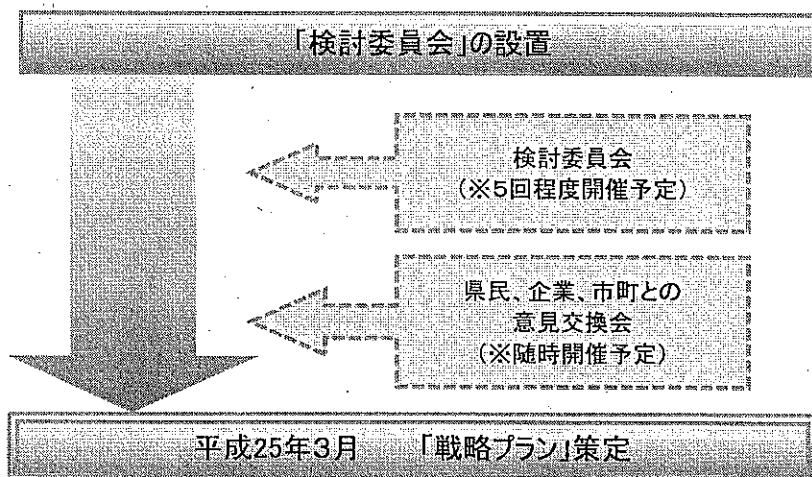 「検討委員会」の設置
検討委員会
(※5回程度開催予定)
県民、企業、市町との
意見交換会
(※随時開催予定)
平成25年3月　「戦略プラン」策定